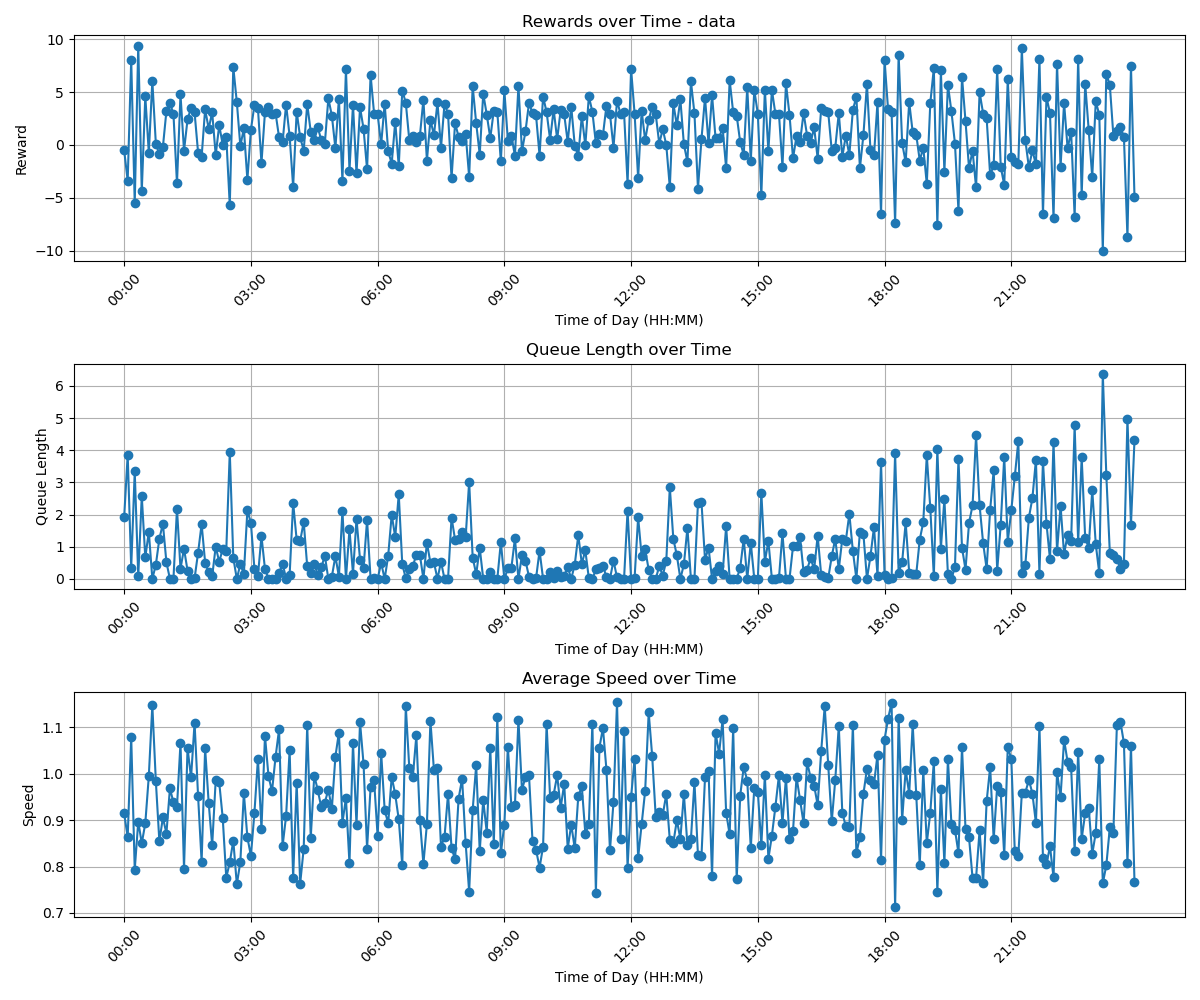 Rewards over Time - data
10
5
0
−5
−10
Reward
00:00 03:00 06:00 09:00 12:00 15:00 18:00 21:00
Time of Day (HH:MM)
Queue Length over Time
6
5
4
3
2
1
0
Queue Length
00:00 03:00 06:00 09:00 12:00 15:00 18:00 21:00
Time of Day (HH:MM)
Average Speed over Time
1.1
1.0
0.9
0.8
0.7
Speed
00:00 03:00 06:00 09:00 12:00 15:00 18:00 21:00
Time of Day (HH:MM)